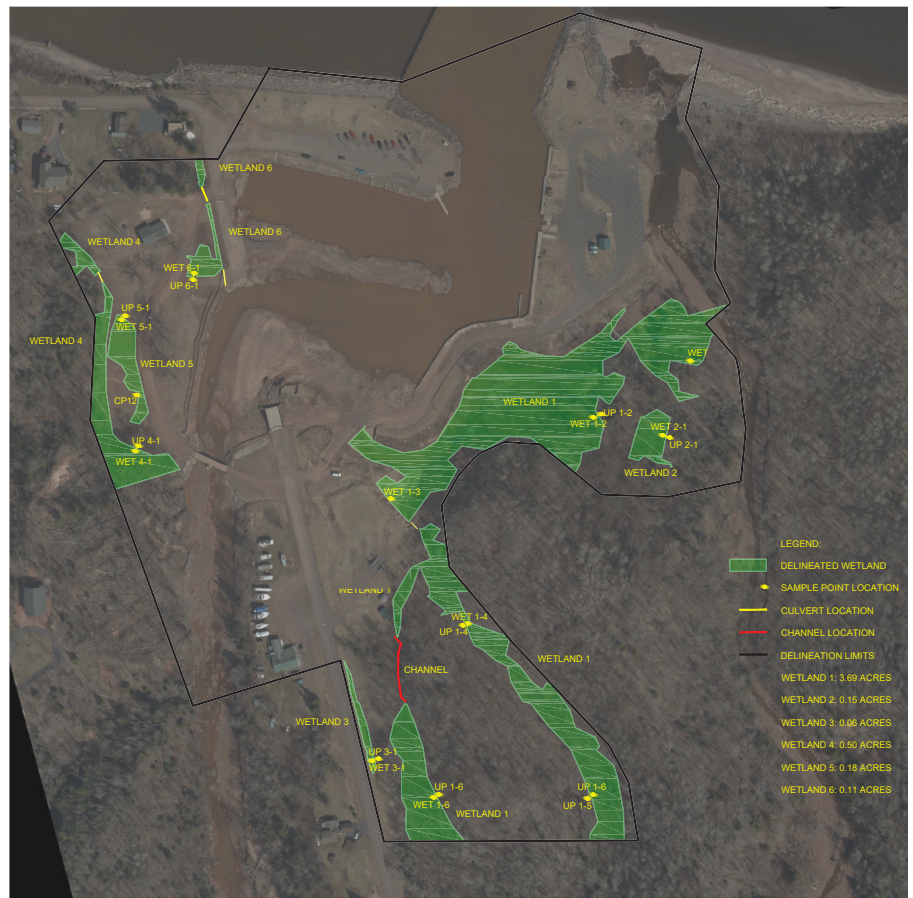 WETLAND 6
WETLAND 6
WETLAND 4
WET 6-1
UP 6-1
UP 5-1
WET 5-1
WETLAND 4
WETLAND 5
WET
CP12
WETLAND 1
UP 1-2
WET 1-2
WET 2-1
UP 2-1
UP 4-1
WET 4-1
WETLAND 2
WET 1-3
LEGEND:
DELINEATED WETLAND
SAMPLE POINT LOCATION
CULVERT LOCATION
CHANNEL LOCATION
DELINEATION LIMITS
WETLAND 1: 3.69 ACRES
WETLAND 2: 0.15 ACRES
WETLAND 3: 0.06 ACRES
WETLAND 4: 0.50 ACRES
WETLAND 5: 0.18 ACRES
WETLAND 6: 0.11 ACRES
WETLAND 1
WET 1-4
UP 1-4
WETLAND 1
CHANNEL
WETLAND 3
UP 3-1
WET 3-1
UP 1-6
WET 1-6
WETLAND 1
UP 1-6
UP 1-5